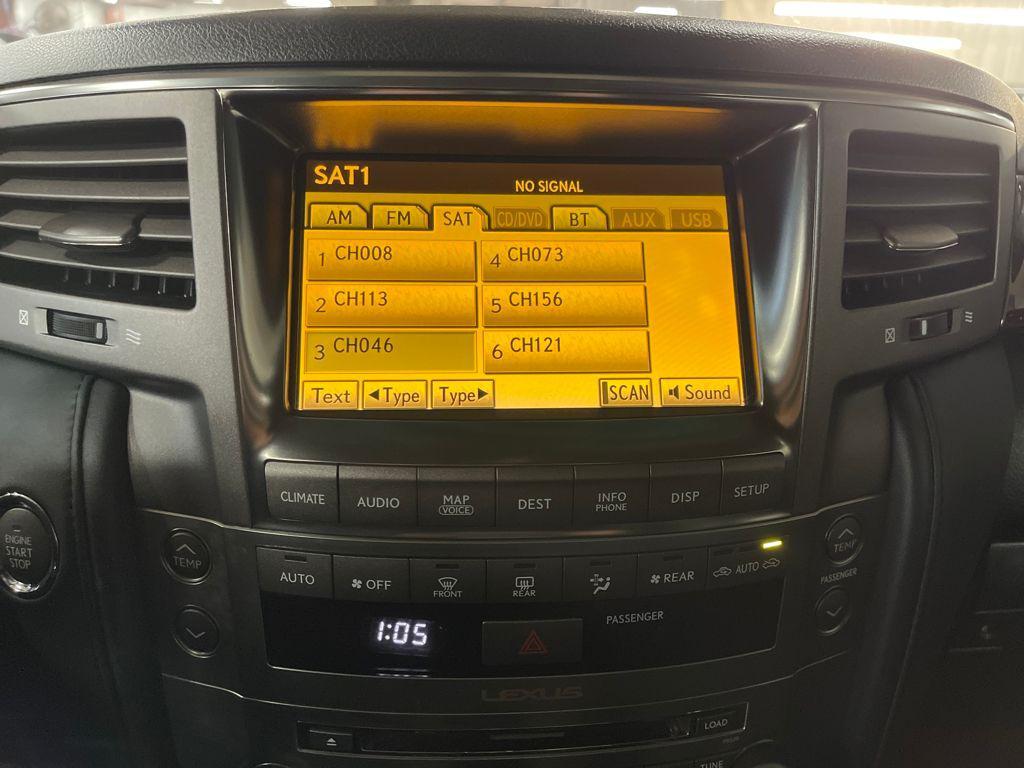 SAT1
NO SIGNAL
AM FM SAT CD/DVD BT AUX USB
1 CH008 4 CH073
2 CH113 5 CH156
3 CH046 6 CH121
Text ◀Type Type▶ SCAN Sound
CLIMATE AUDIO MAP VOICE DEST INFO PHONE DISP SETUP
ENGINE START STOP
TEMP
AUTO OFF FRONT REAR REAR AUTO
TEMP
PASSENGER
1:05
PASSENGER
LEXUS
LOAD
TUNE